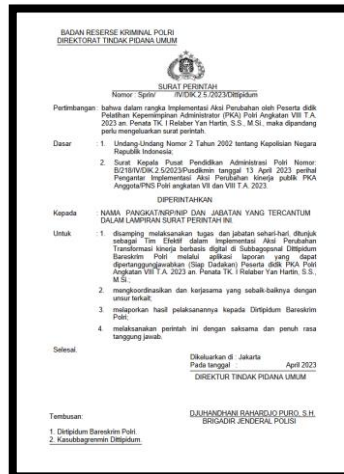 BADAN RESERSE KRIMINAL POLRI
DIREKTORAT TINDAK PIDANA UMUM
SURAT PERINTAH
Nomor : Sprin/ /IV/DIK.2.5./2023/Dittipidum
Pertimbangan : bahwa dalam rangka Implementasi Aksi Perubahan oleh Peserta didik
Pelatihan Kepemimpinan Administrator (PKA) Polri Angkatan VIII T.A.
2023 an. Penata TK. I Relaber Yan Hartin, S.S., M.Si., maka dipandang
perlu mengeluarkan surat perintah.
Dasar : 1. Undang-Undang Nomor 2 Tahun 2002 tentang Kepolisian Negara
Republik Indonesia;
2. Surat Kepala Pusat Pendidikan Administrasi Polri Nomor:
B/218/IV/DIK.2.5./2023/Pusdikmin tanggal 13 April 2023 perihal
Pengantar Implementasi Aksi Perubahan kinerja publik PKA
Anggota/PNS Polri angkatan VII dan VIII T.A. 2023.
DIPERINTAHKAN
Kepada : NAMA PANGKAT/NRP/NIP DAN JABATAN YANG TERCANTUM
DALAM LAMPIRAN SURAT PERINTAH INI.
Untuk : 1. disamping melaksanakan tugas dan jabatan sehari-hari, ditunjuk
sebagai Tim Efektif dalam Implementasi Aksi Perubahan
Transformasi kinerja berbasis digital di Subbagopsnal Dittipidum
Bareskrim Polri melalui aplikasi laporan yang dapat
dipertanggungjawabkan (Siap Dadakan) Peserta didik PKA Polri
Angkatan VIII T.A. 2023 an. Penata TK. I Relaber Yan Hartin, S.S.,
M.Si.;
2. mengkoordinasikan dan kerjasama yang sebaik-baiknya dengan
unsur terkait;
3. melaporkan hasil pelaksanannya kepada Dirtipidum Bareskrim
Polri;
4. melaksanakan perintah ini dengan saksama dan penuh rasa
tanggung jawab.
Selesai.
Dikeluarkan di : Jakarta
Pada tanggal : April 2023
DIREKTUR TINDAK PIDANA UMUM
DJUHANDHANI RAHARDJO PURO, S.H.
BRIGADIR JENDERAL POLISI
Tembusan:
1. Dirtipidum Bareskrim Polri.
2. Kasubbagrenmin Dittipidum.